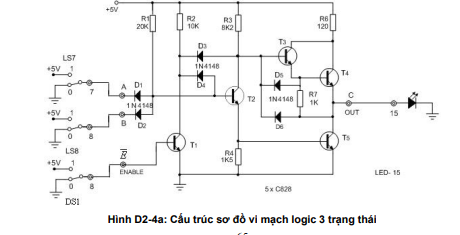 +5V
R1
20K
R2
10K
R3
8K2
R6
120
LS7
+5V 1
0 7
A
D1
1N4148
B
D2
+5V 1
0 8
LS8
+5V 1
0 8
DS1
E
ENABLE
D3
1N4148
D4
T1
T2
T3
D5
1N4148
R7
1K
D6
T4
C
OUT
15
T5
R4
1K5
5 x C828
LED- 15
Hình D2-4a: Cấu trúc sơ đồ vi mạch logic 3 trạng thái